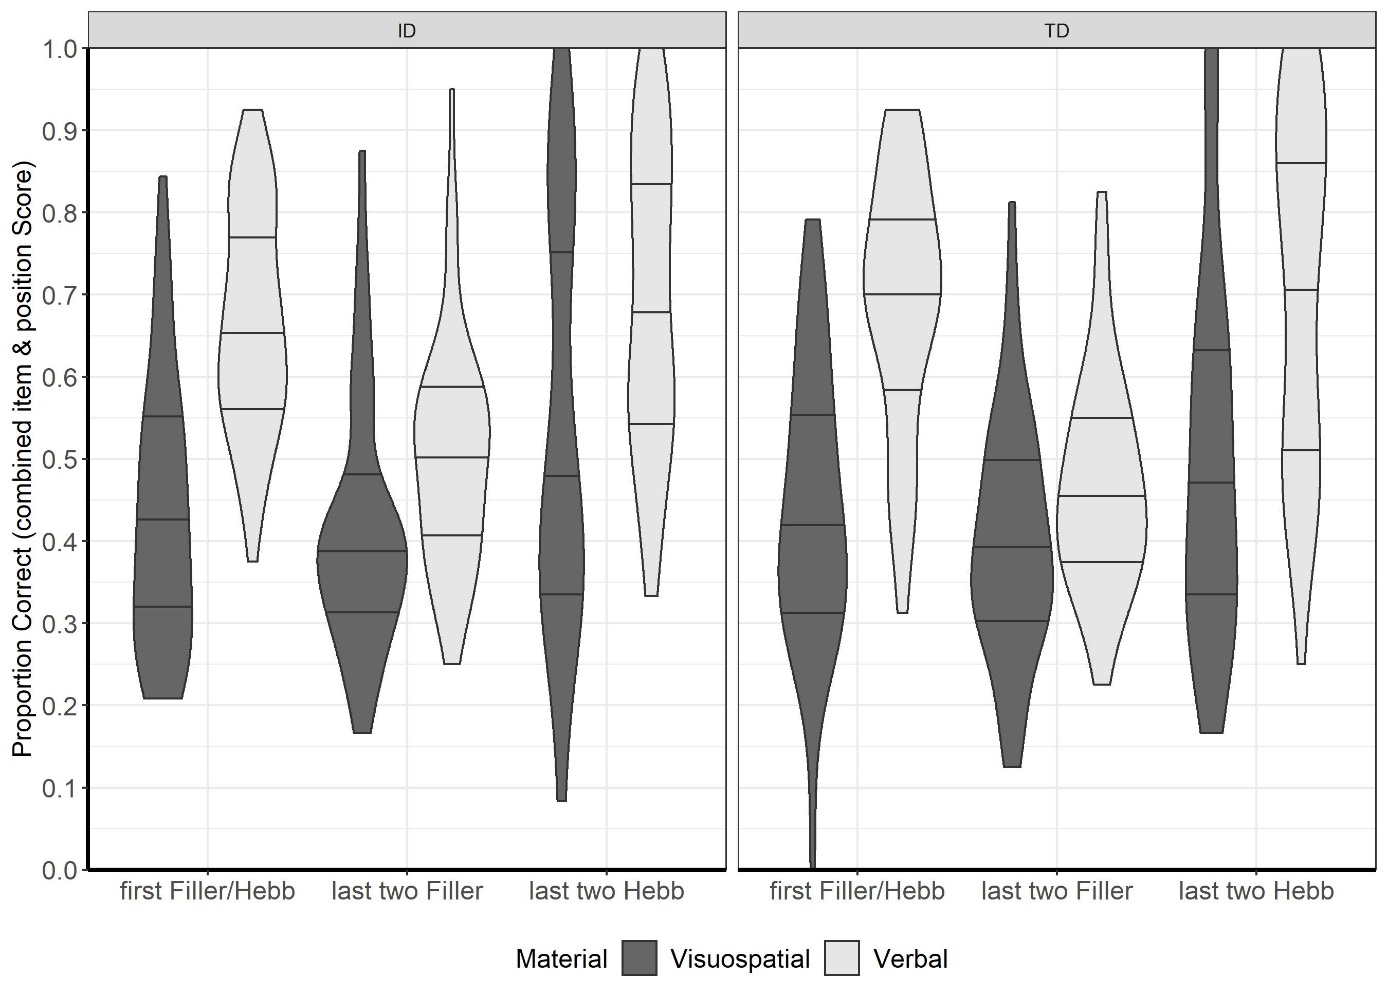 ID
TD
Proportion Correct (combined item & position Score)
1.0
0.9
0.8
0.7
0.6
0.5
0.4
0.3
0.2
0.1
0.0
first Filler/Hebb
last two Filler
last two Hebb
first Filler/Hebb
last two Filler
last two Hebb
Material Visuospatial Verbal